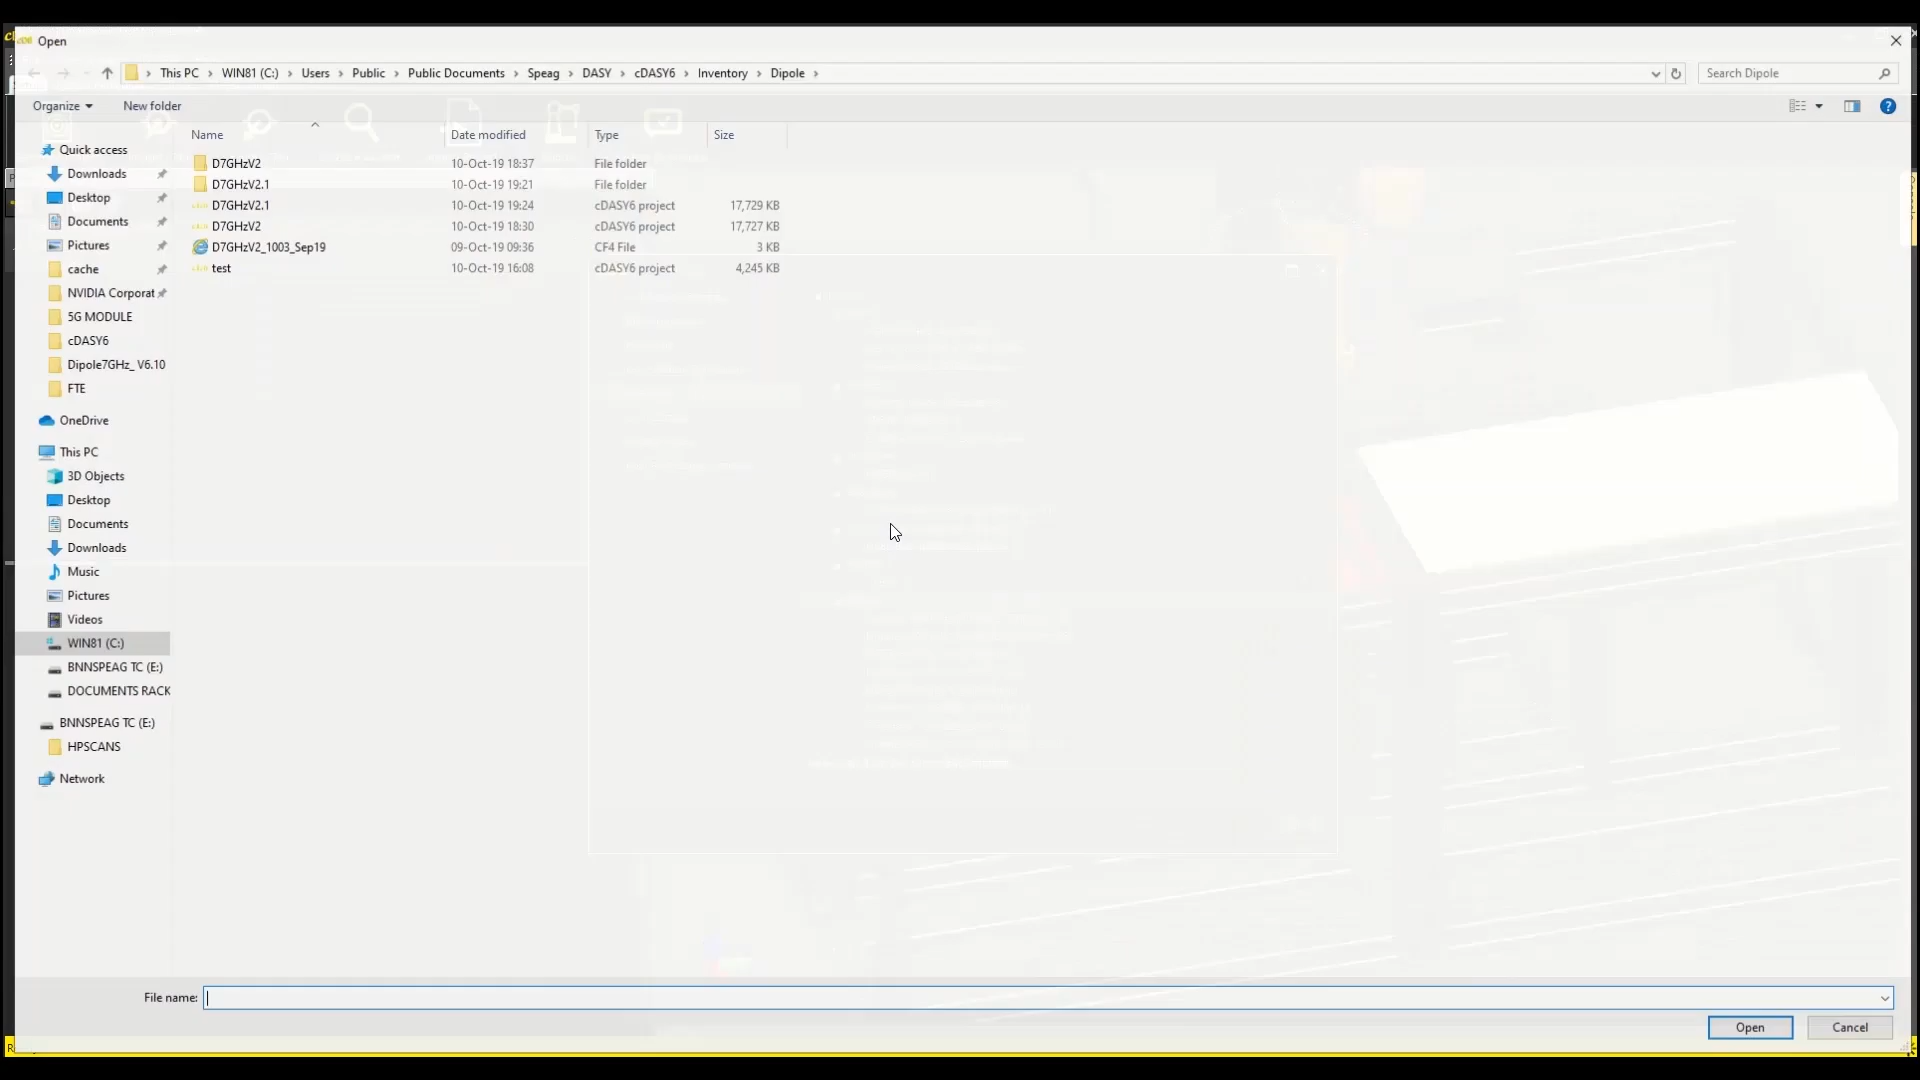 Open
This PC › WIN81 (C:) › Users › Public › Public Documents › Speag › DASY › cDASY6 › Inventory › Dipole ›
Search Dipole
Organize
New folder
Name Date modified Type Size
D7GHzV2 10-Oct-19 18:37 File folder
D7GHzV2.1 10-Oct-19 19:21 File folder
D7GHzV2.1 10-Oct-19 19:24 cDASY6 project 17,729 KB
D7GHzV2 10-Oct-19 18:30 cDASY6 project 17,727 KB
D7GHzV2_1003_Sep19 09-Oct-19 09:36 CF4 File 3 KB
test 10-Oct-19 16:08 cDASY6 project 4,245 KB
Quick access
Downloads
Desktop
Documents
Pictures
cache
NVIDIA Corporat
5G MODULE
cDASY6
Dipole7GHz_ V6.10
FTE
OneDrive
This PC
3D Objects
Desktop
Documents
Downloads
Music
Pictures
Videos
WIN81 (C:)
BNNSPEAG TC (E:)
DOCUMENTS RACK
BNNSPEAG TC (E:)
HPSCANS
Network
File name:
Open
Cancel